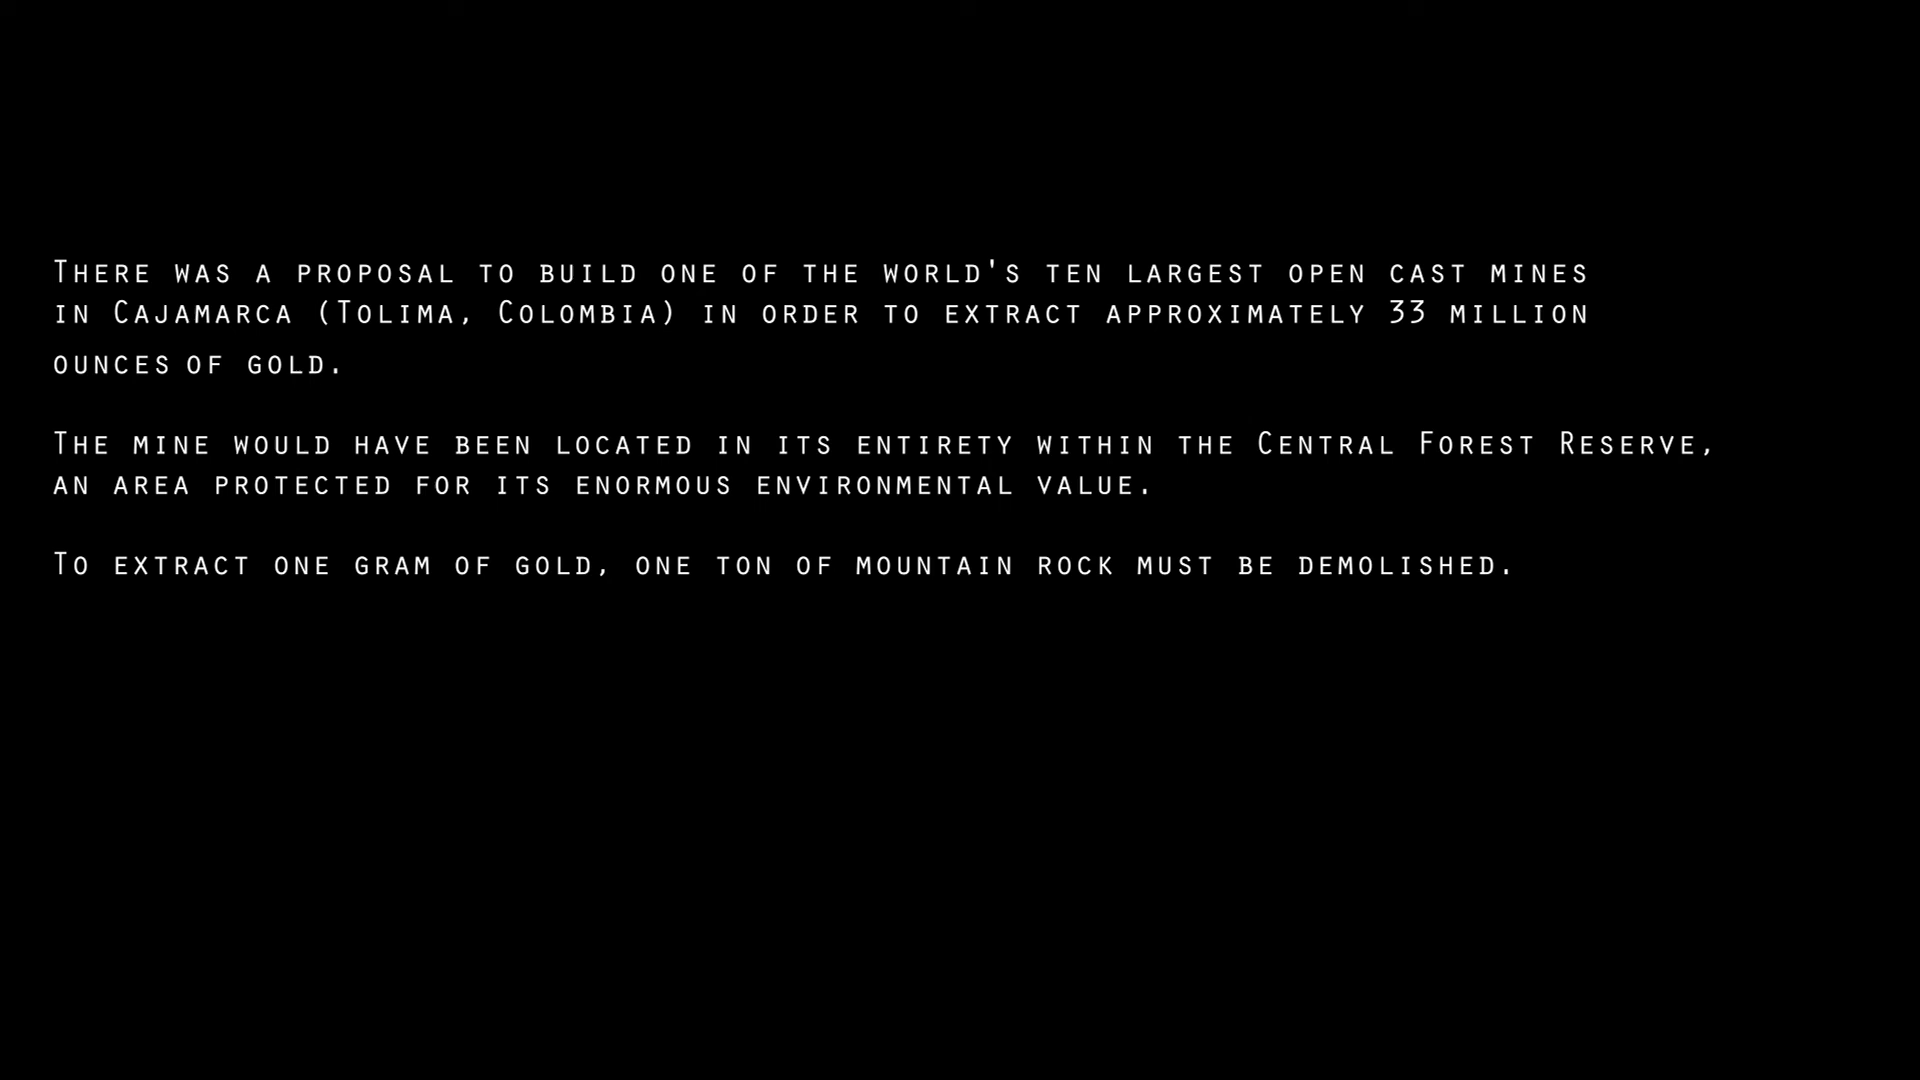 There was a proposal to build one of the world's ten largest open cast mines
in Cajamarca (Tolima, Colombia) in order to extract approximately 33 million
ounces of gold.
The mine would have been located in its entirety within the Central Forest Reserve,
an area protected for its enormous environmental value.
To extract one gram of gold, one ton of mountain rock must be demolished.